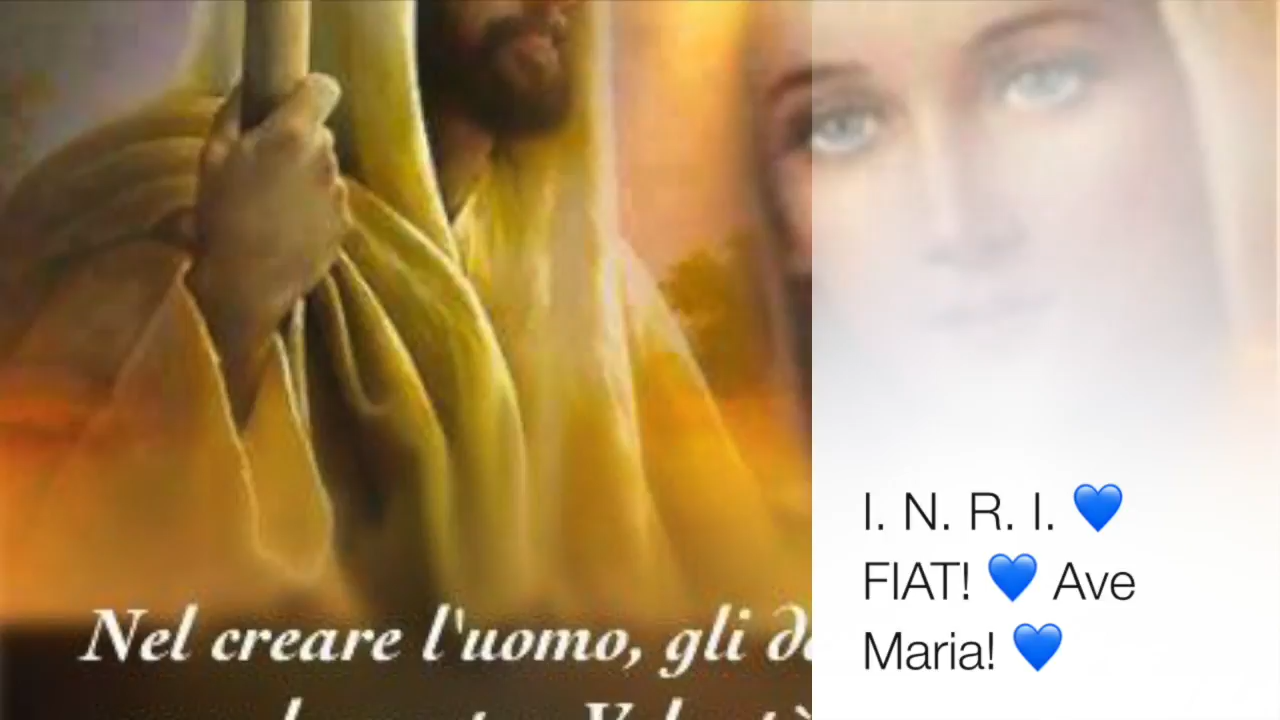 Nel creare l'uomo, gli
I. N. R. I. 💙
FIAT! 💙 Ave
Maria! 💙